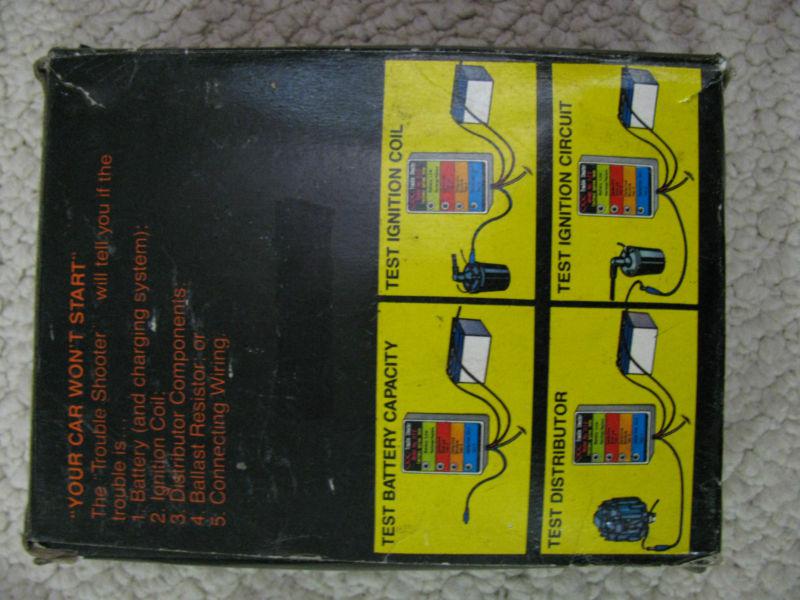 "YOUR CAR WON'T START"
The "Trouble Shooter" will tell you if the
trouble is . . .
1. Battery (and charging system);
2. Ignition Coil;
3. Distributor Components;
4. Ballast Resistor; or
5. Connecting Wiring.
TEST BATTERY CAPACITY
TEST IGNITION COIL
TEST DISTRIBUTOR
TEST IGNITION CIRCUIT